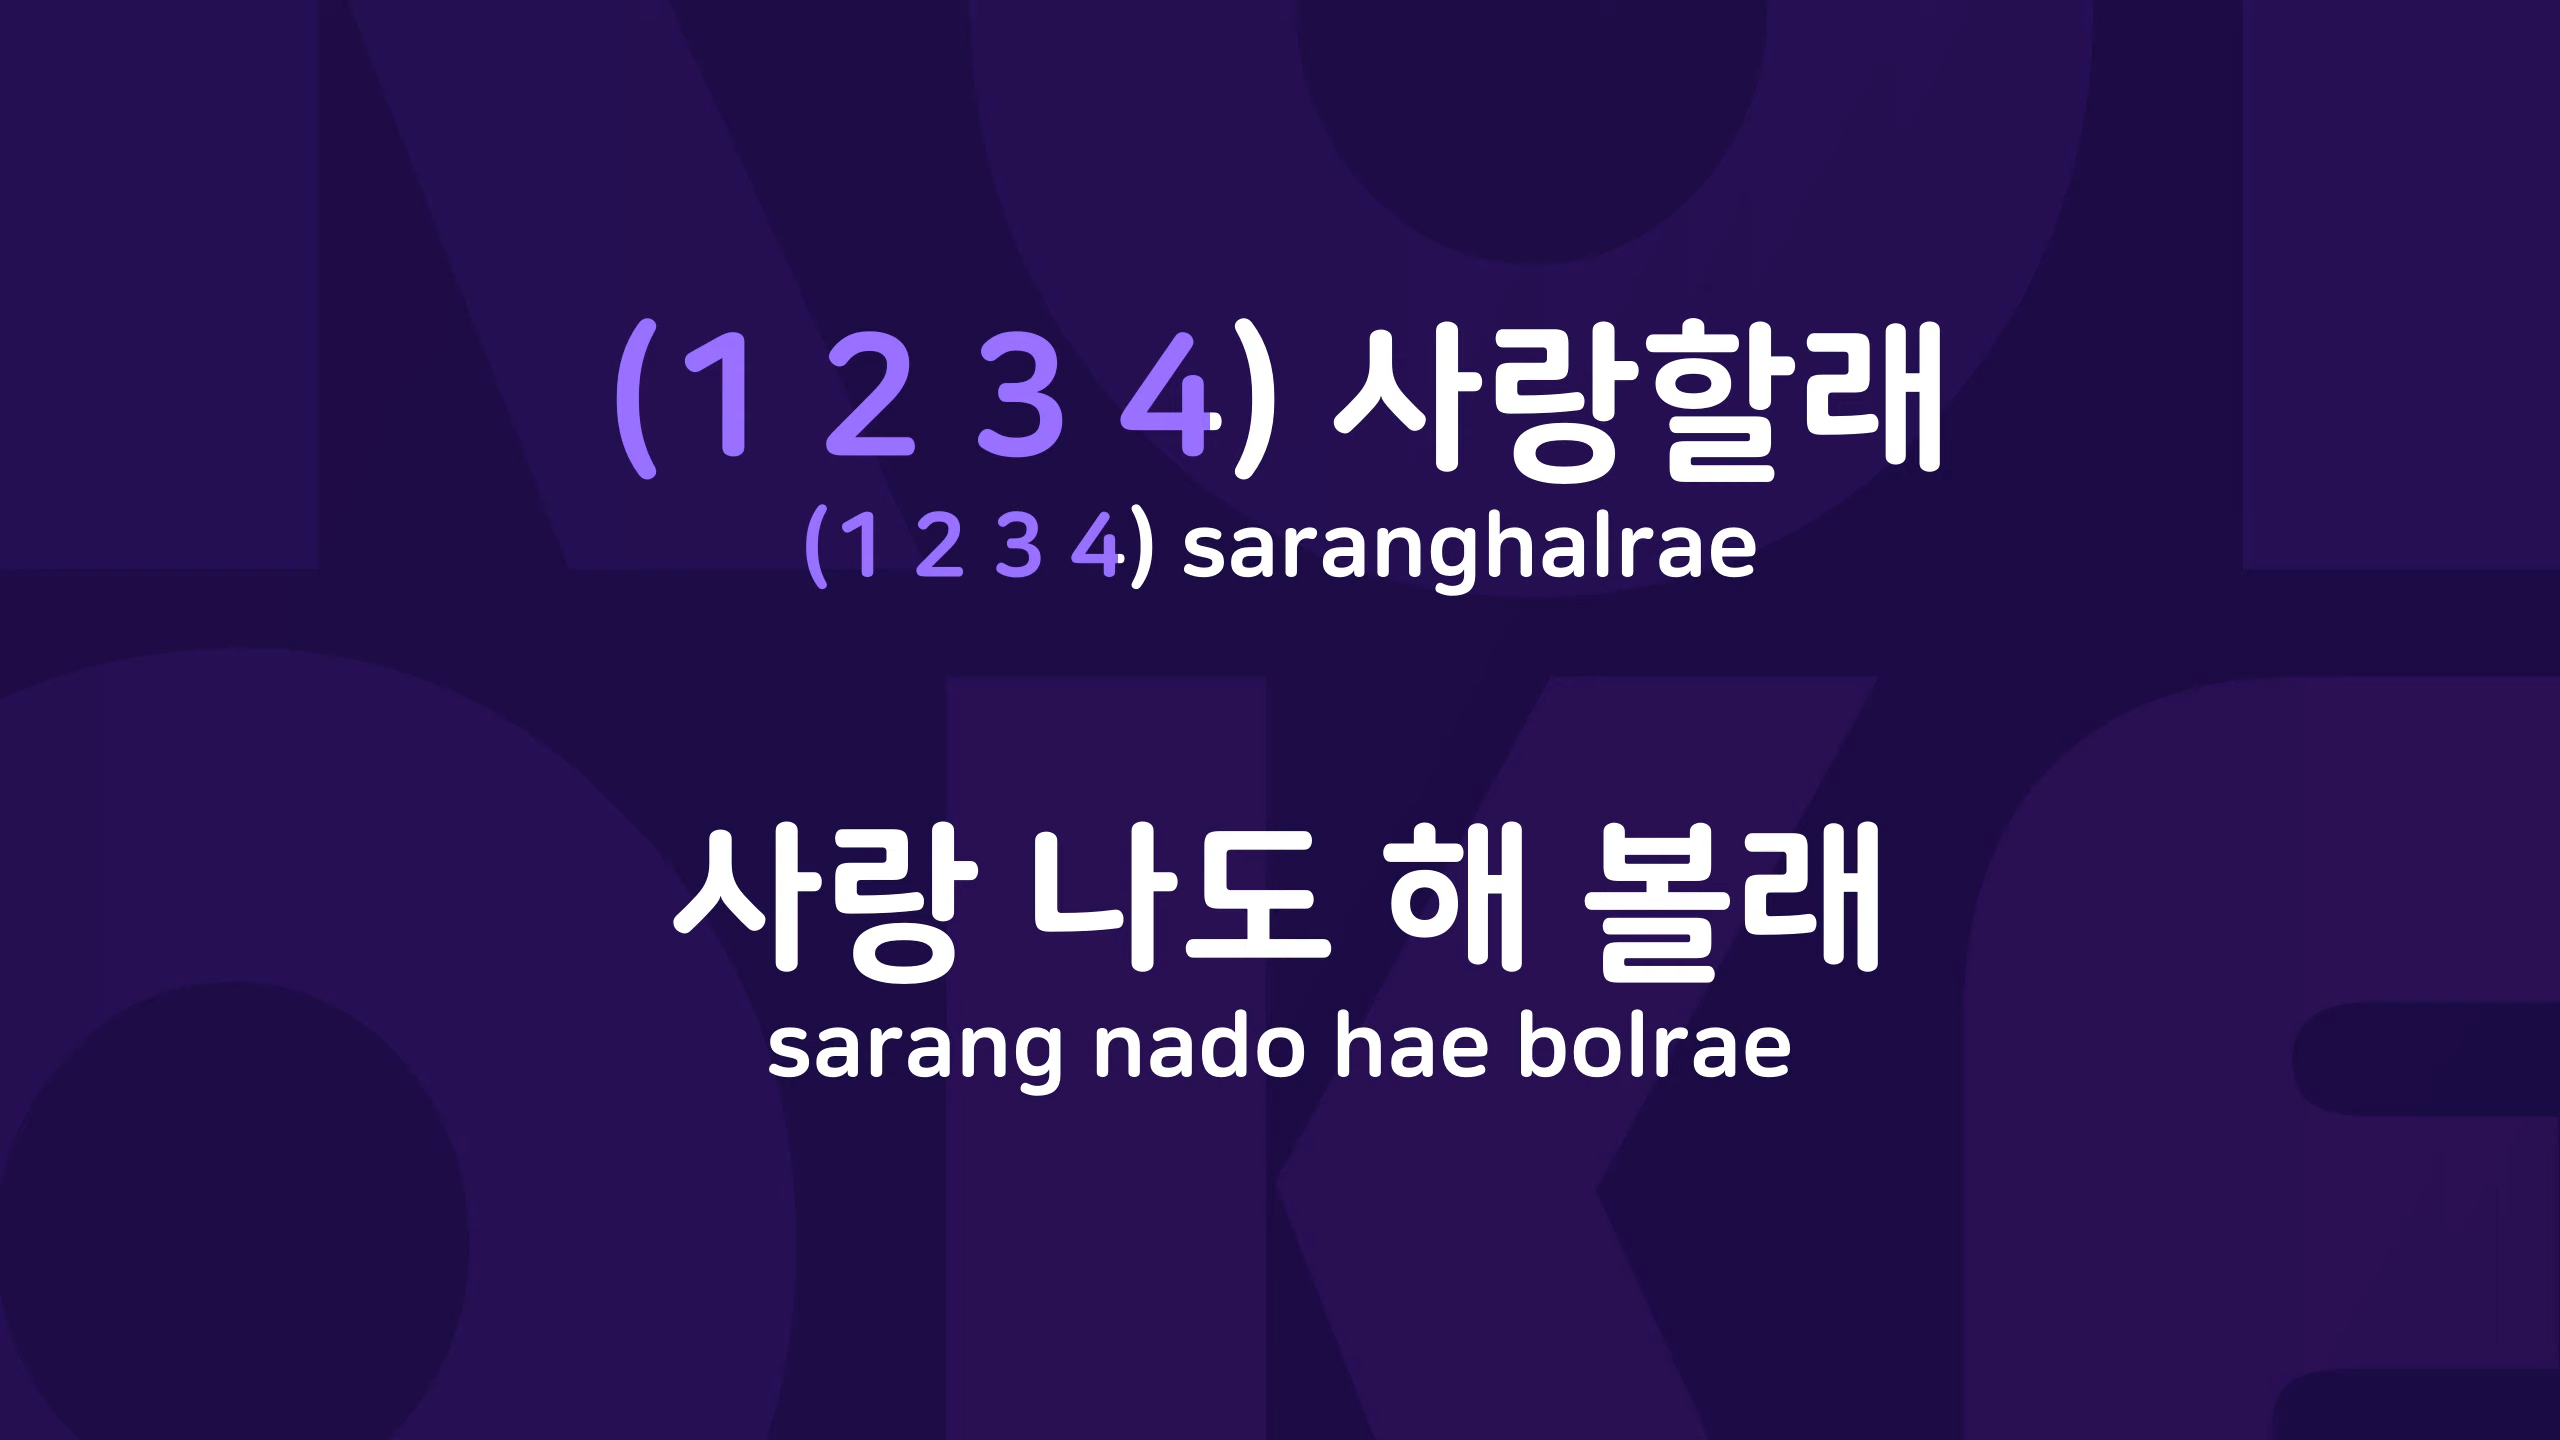 (1 2 3 4) 사랑할래
(1 2 3 4) saranghalrae
사랑 나도 해 볼래
sarang nado hae bolrae